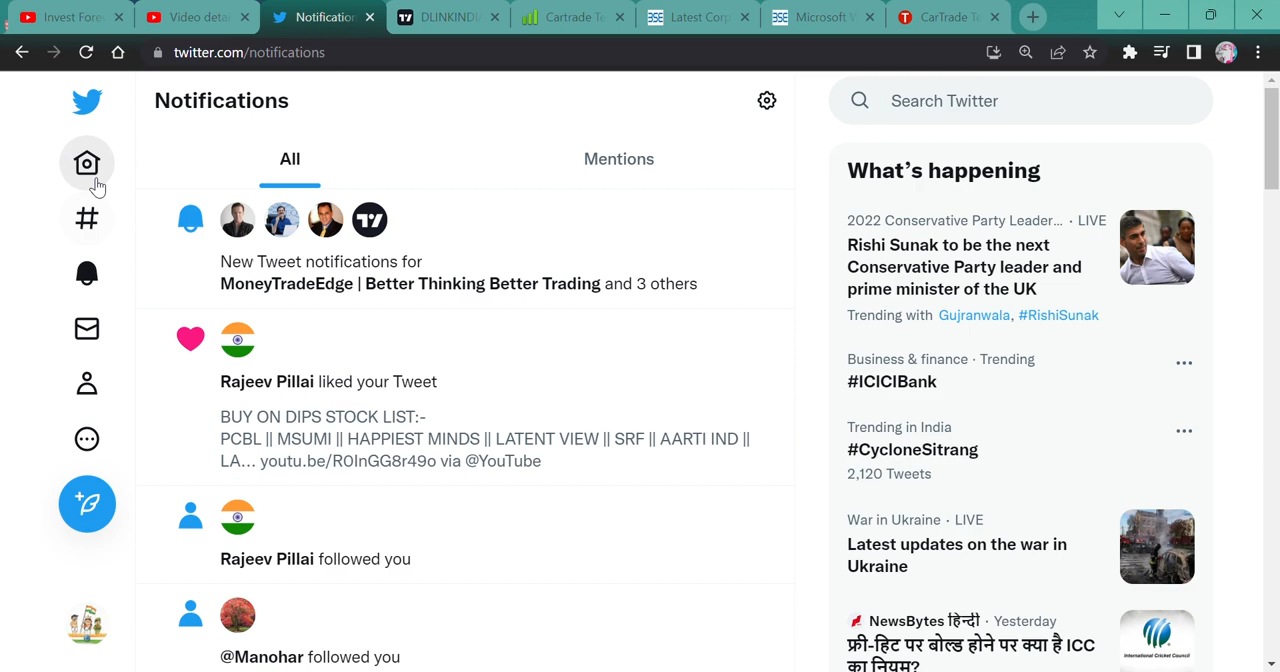 Invest Fore
Video deta
Notification
DLINKINDI
Cartrade Te
Latest Corp
Microsoft V
CarTrade T
twitter.com/notifications
Notifications
All
Mentions
New Tweet notifications for
MoneyTradeEdge | Better Thinking Better Trading and 3 others
Rajeev Pillai liked your Tweet
BUY ON DIPS STOCK LIST:-
PCBL || MSUMI || HAPPIEST MINDS || LATENT VIEW || SRF || AARTI IND ||
LA... youtu.be/R0InGG8r49o via @YouTube
Rajeev Pillai followed you
@Manohar followed you
Search Twitter
What's happening
2022 Conservative Party Leader... · LIVE
Rishi Sunak to be the next
Conservative Party leader and
prime minister of the UK
Trending with Gujranwala, #RishiSunak
Business & finance · Trending
#ICICIBank
Trending in India
#CycloneSitrang
2,120 Tweets
War in Ukraine · LIVE
Latest updates on the war in
Ukraine
NewsBytes हिन्दी · Yesterday
फ्री-हिट पर बोल्ड होने पर क्या है ICC
का नियम?